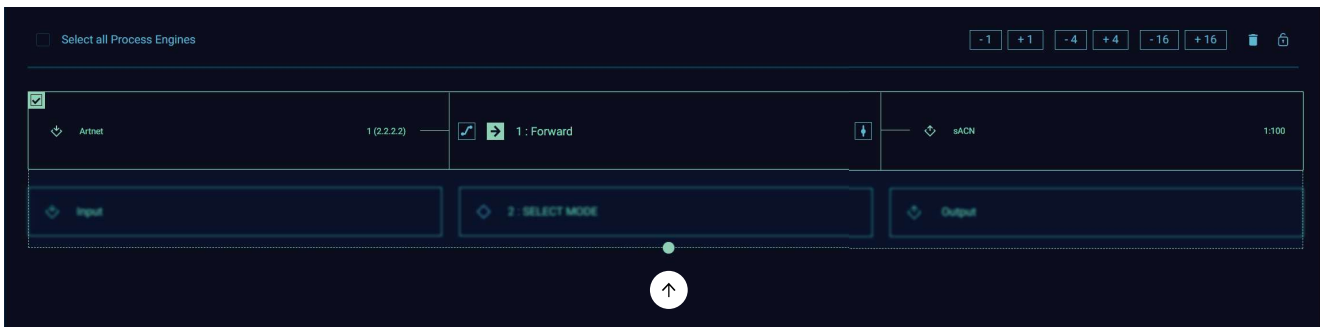 Select all Process Engines
- 1 + 1 - 4 + 4 - 16 + 16
Artnet 1 (2.2.2.2) 1 : Forward sACN 1:100
Input 2 : SELECT MODE Output